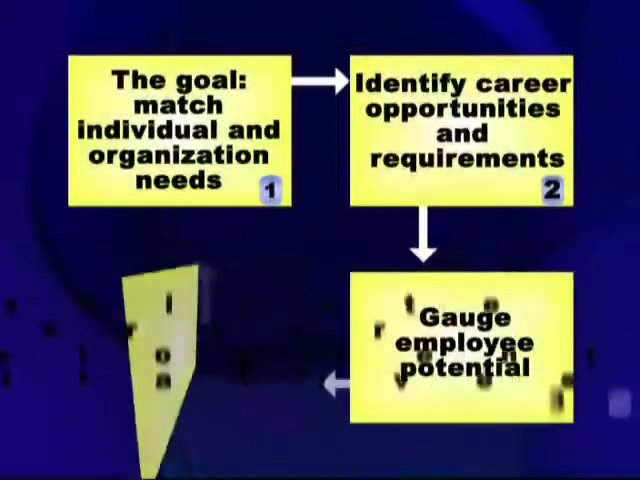 The goal:
match
individual and
organization
needs
1
Identify career
opportunities
and
requirements
2
Gauge
employee
potential